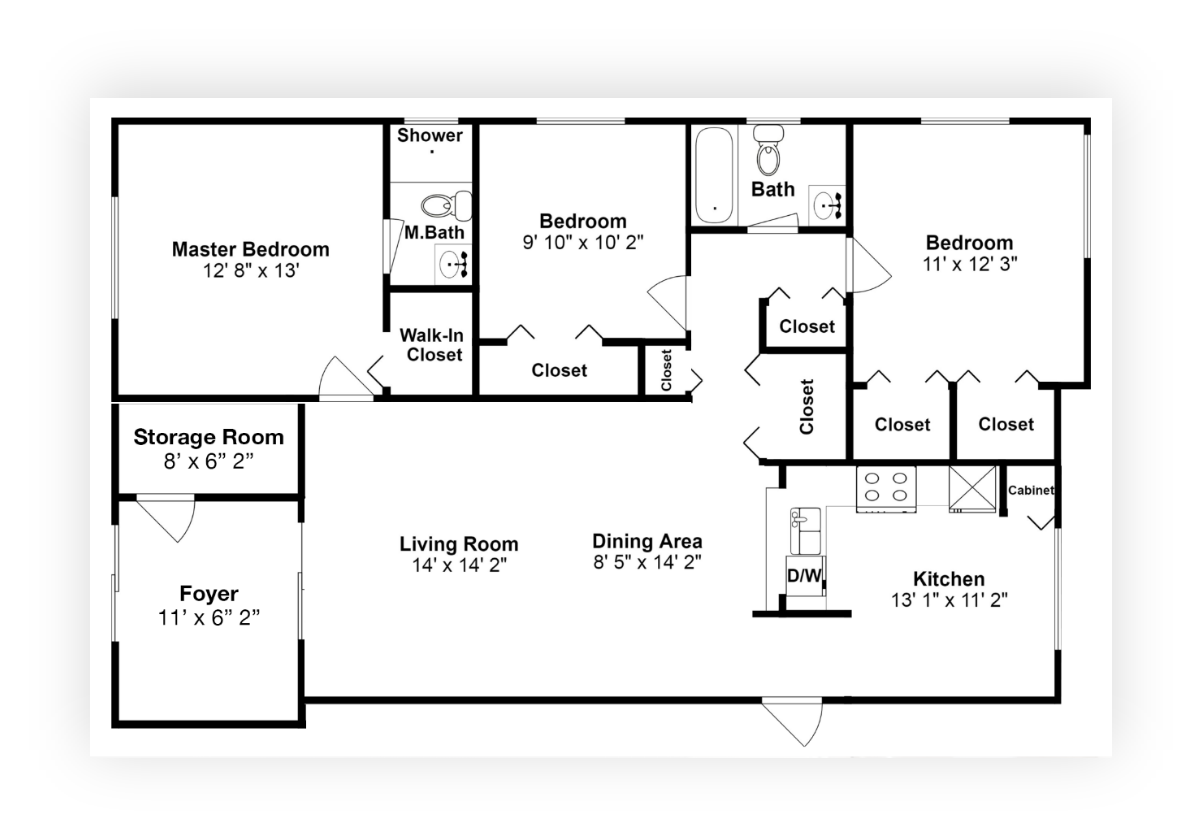 Shower
M.Bath
Master Bedroom
12' 8" x 13'
Bedroom
9' 10" x 10' 2"
Bath
Bedroom
11' x 12' 3"
Walk-In
Closet
Closet
Closet
Closet
Closet
Closet
Closet
Storage Room
8’ x 6” 2”
Foyer
11’ x 6” 2”
Living Room
14' x 14' 2"
Dining Area
8' 5" x 14' 2"
D/W
Cabinet
Kitchen
13' 1" x 11' 2"